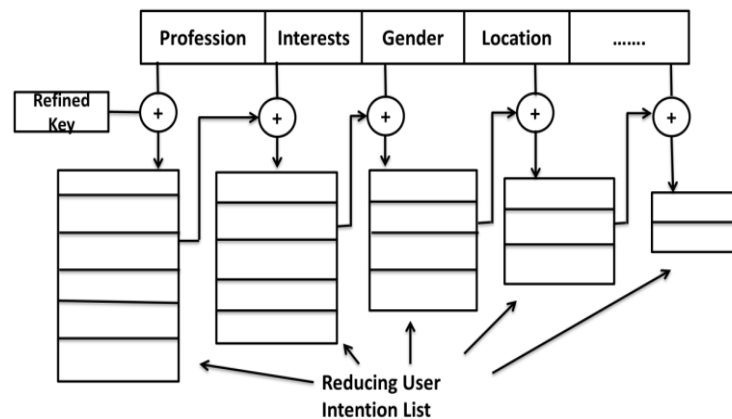 Profession Interests Gender Location …….
Refined
Key
+ + + + +
Reducing User
Intention List